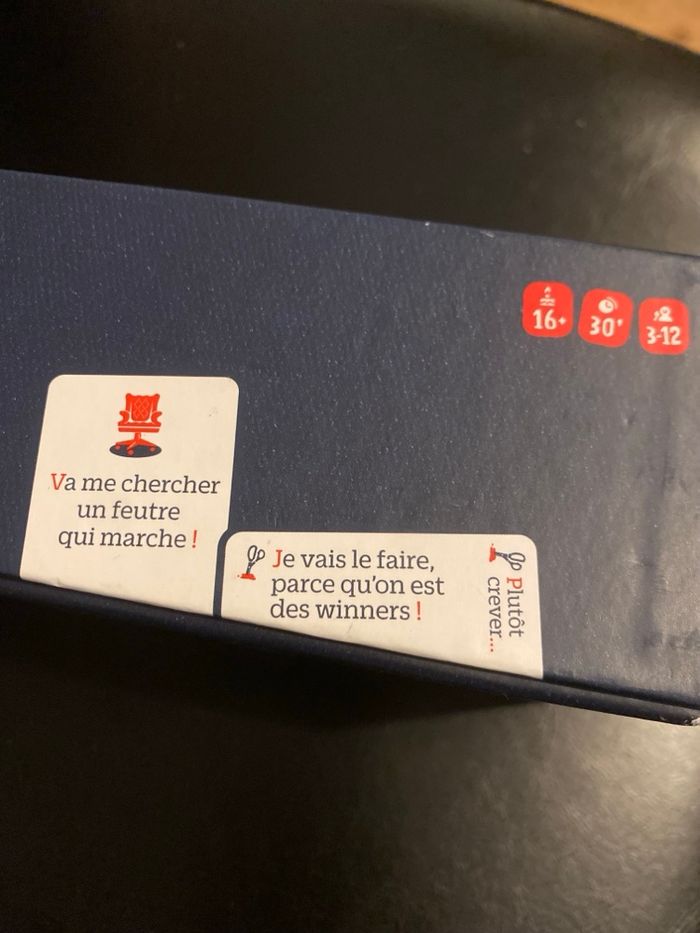 16+
30'
3-12
Va me chercher
un feutre
qui marche !
Je vais le faire,
parce qu'on est
des winners !
Plutôt
crever...